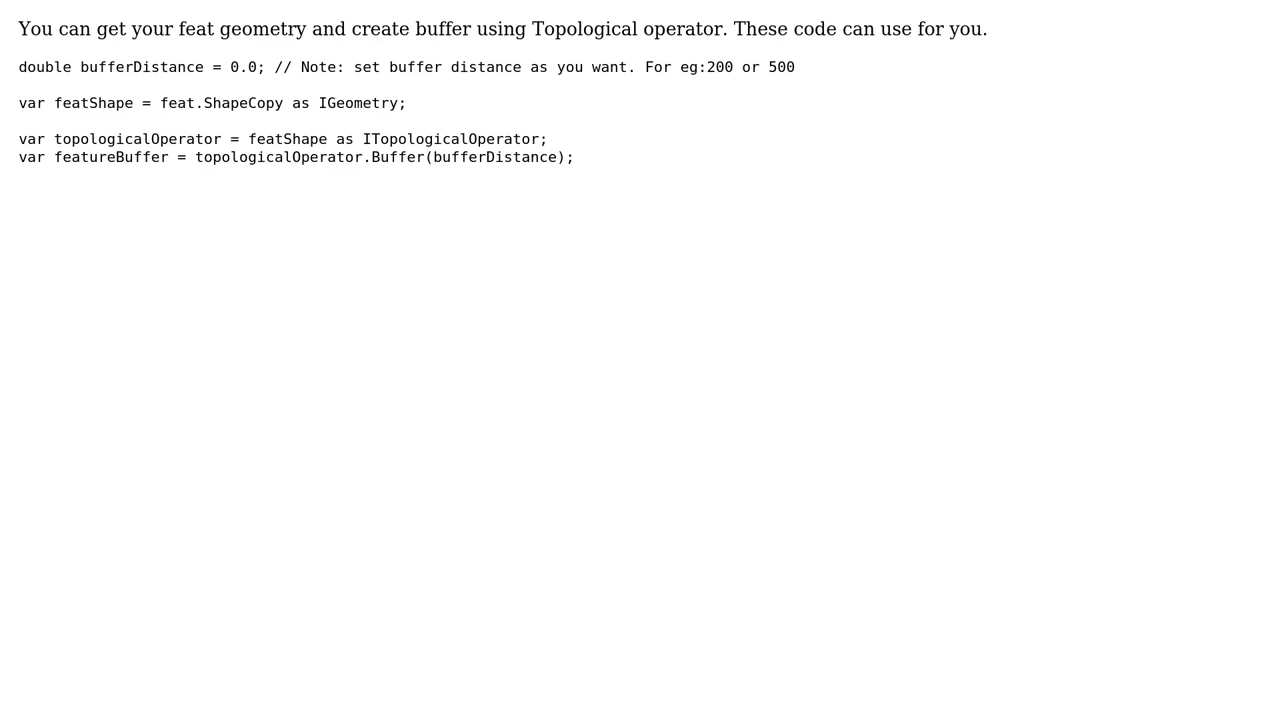 You can get your feat geometry and create buffer using Topological operator. These code can use for you.
double bufferDistance = 0.0; // Note: set buffer distance as you want. For eg:200 or 500
var featShape = feat.ShapeCopy as IGeometry;
var topologicalOperator = featShape as ITopologicalOperator;
var featureBuffer = topologicalOperator.Buffer(bufferDistance);